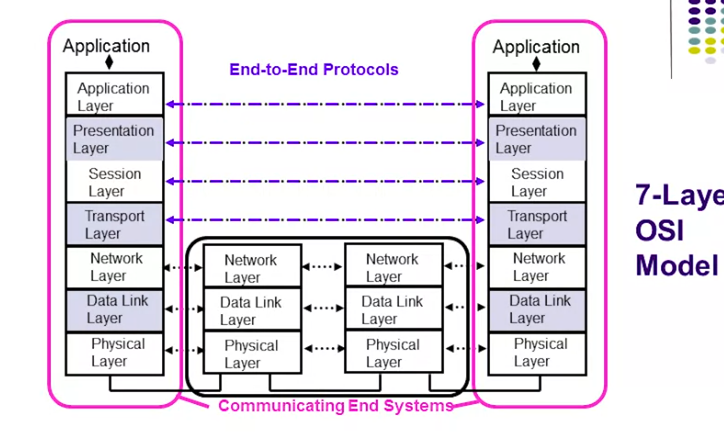 Application
Application
End-to-End Protocols
Application
Layer
Application
Layer
Presentation
Layer
Presentation
Layer
Session
Layer
Session
Layer
Transport
Layer
Transport
Layer
Network
Layer
Network
Layer
Network
Layer
Network
Layer
Data Link
Layer
Data Link
Layer
Data Link
Layer
Data Link
Layer
Physical
Layer
Physical
Layer
Physical
Layer
Physical
Layer
Communicating End Systems
7-Laye
OSI
Model